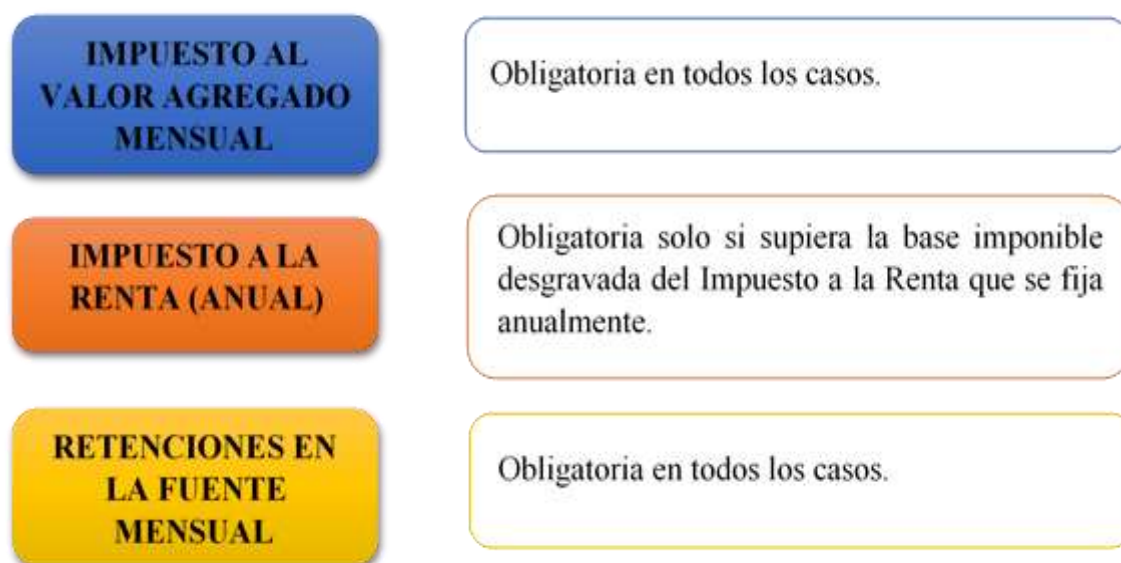 IMPUESTO AL
VALOR AGREGADO
MENSUAL
Obligatoria en todos los casos.
IMPUESTO A LA
RENTA (ANUAL)
Obligatoria solo si supiera la base imponible
desgravada del Impuesto a la Renta que se fija
anualmente.
RETENCIONES EN
LA FUENTE
MENSUAL
Obligatoria en todos los casos.